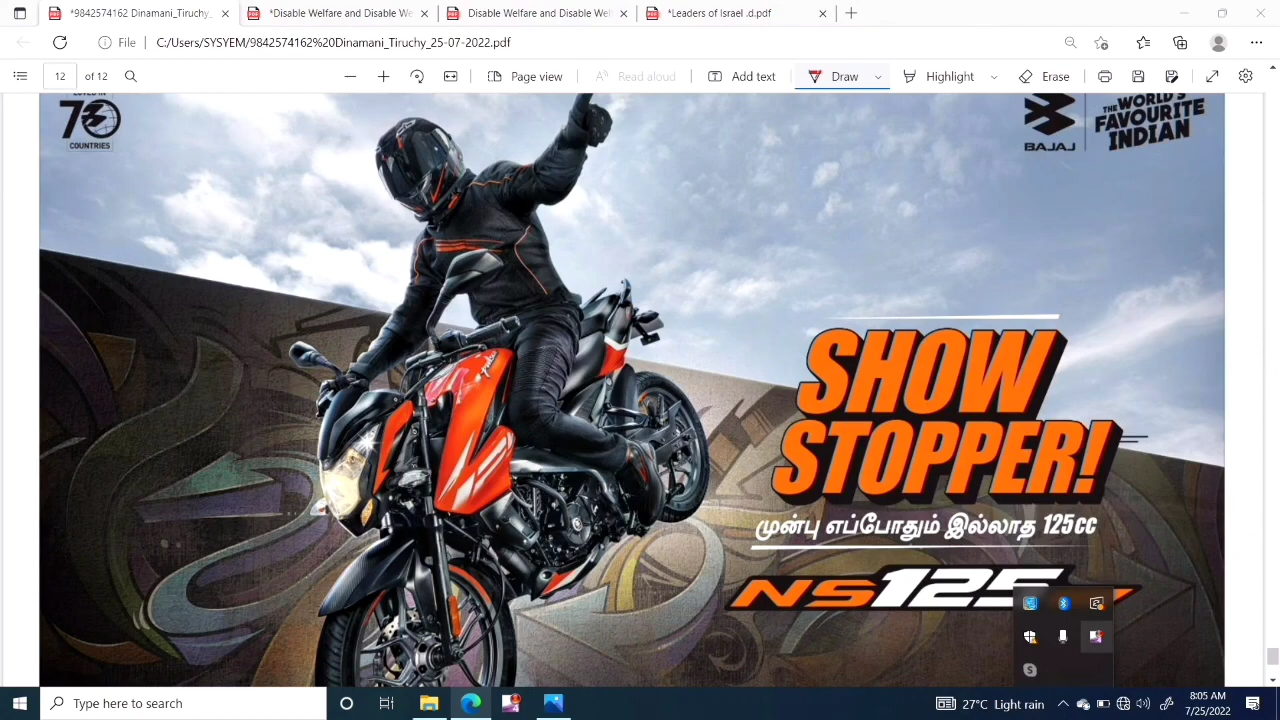 *9842574162 Dinamani_Tiruchy_
*Disable Welfare and Disable We
Disable Welfare and Disable Wel
*Leaders of Israel .d.pdf
File
C:/Users/SYSYEM/9842574162%20Dinamani_Tiruchy_25-07-2022.pdf
12 of 12
Page view
Read aloud
Add text
Draw
Highlight
Erase
70
COUNTRIES
BAJAJ
THE WORLD'S
FAVOURITE
INDIAN
Pulsar
SHOW
STOPPER!
முன்பு எப்போதும் இல்லாத 125cc
NS125
Type here to search
27°C Light rain
8:05 AM
7/25/2022